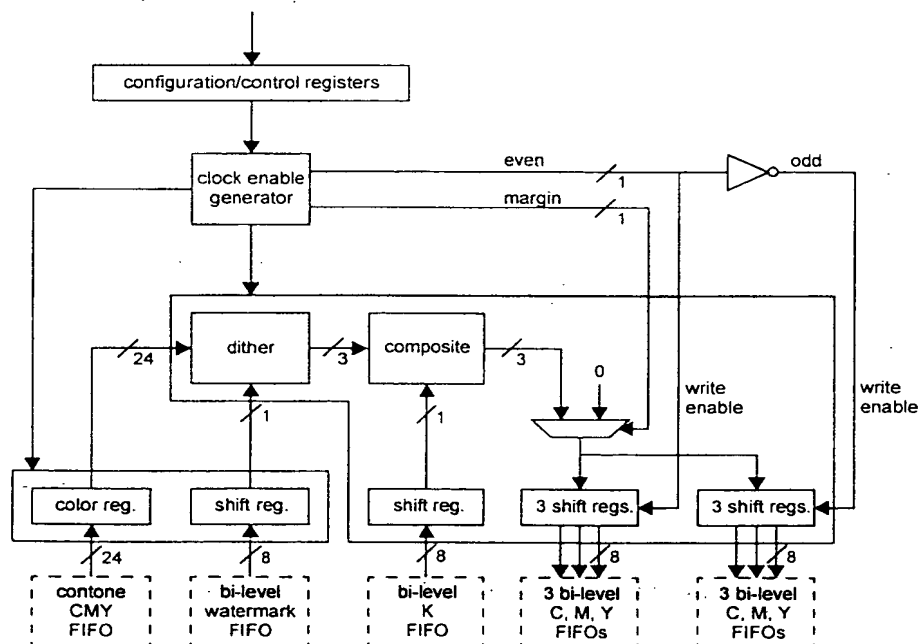 configuration/control registers
clock enable
generator
even
1
odd
margin
1
dither
composite
24
3
3
0
1
1
write
enable
write
enable
color reg.
shift reg.
shift reg.
3 shift regs.
3 shift regs.
24
8
8
8
8
contone
CMY
FIFO
bi-level
watermark
FIFO
bi-level
K
FIFO
3 bi-level
C, M, Y
FIFOs
3 bi-level
C, M, Y
FIFOs